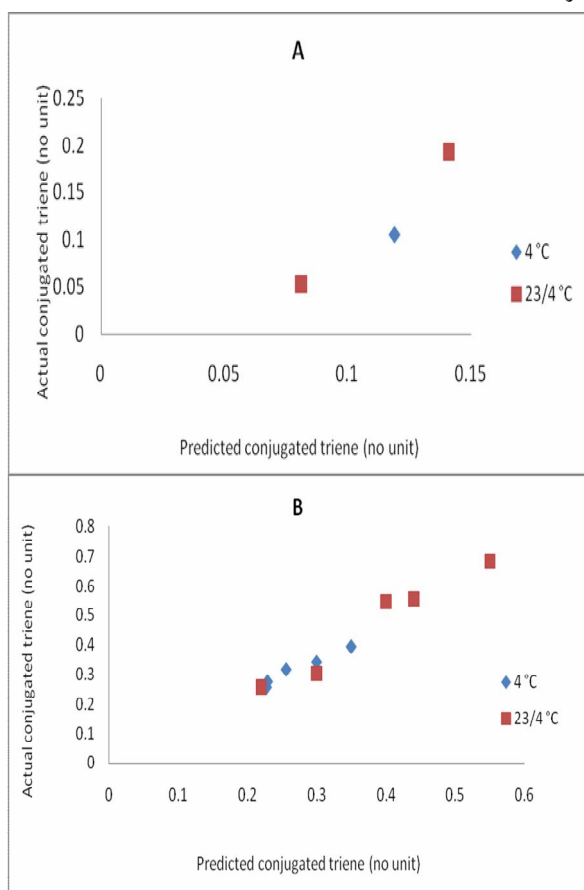 A
0.25
0.2
0.15
0.1
0.05
0
0 0.05 0.1 0.15
Actual conjugated triene (no unit)
Predicted conjugated triene (no unit)
4 °C
23/4 °C
B
0.8
0.7
0.6
0.5
0.4
0.3
0.2
0.1
0
0 0.1 0.2 0.3 0.4 0.5 0.6
Actual conjugated triene (no unit)
Predicted conjugated triene (no unit)
4 °C
23/4 °C